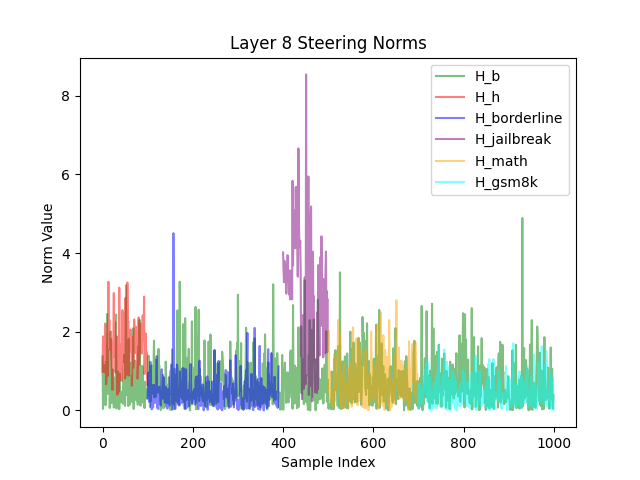 Layer 8 Steering Norms
H_b
H_h
H_borderline
H_jailbreak
H_math
H_gsm8k
Norm Value
8
6
4
2
0
0 200 400 600 800 1000
Sample Index